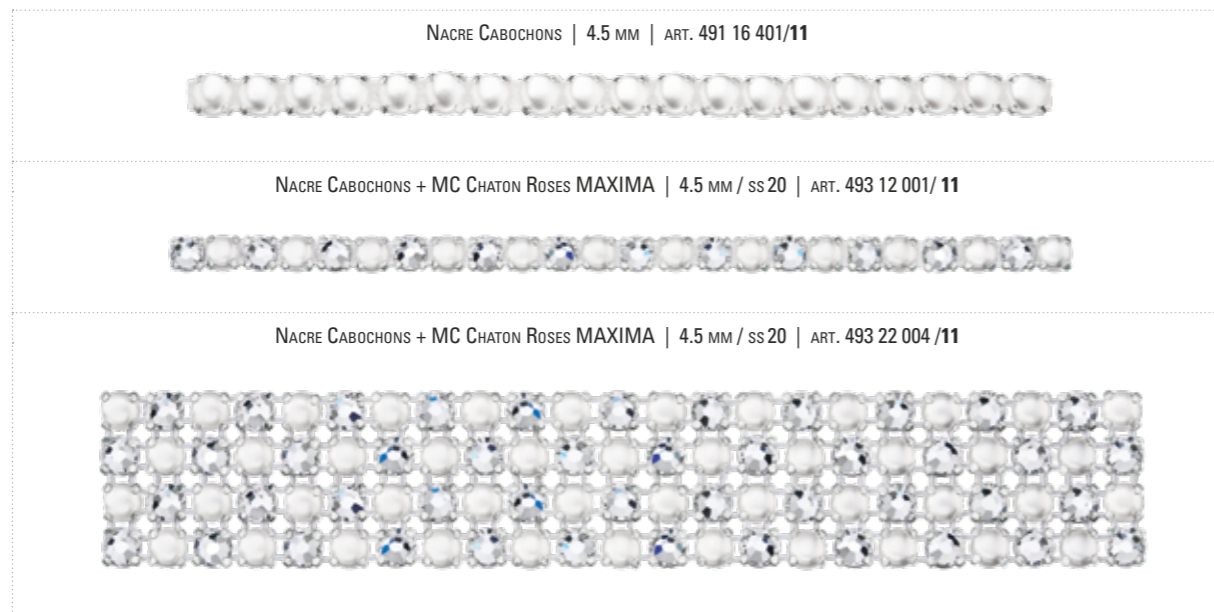 Nacre Cabochons | 4.5 mm | art. 491 16 401/11
Nacre Cabochons + MC Chaton Roses MAXIMA | 4.5 mm / ss 20 | art. 493 12 001/ 11
Nacre Cabochons + MC Chaton Roses MAXIMA | 4.5 mm / ss 20 | art. 493 22 004 /11